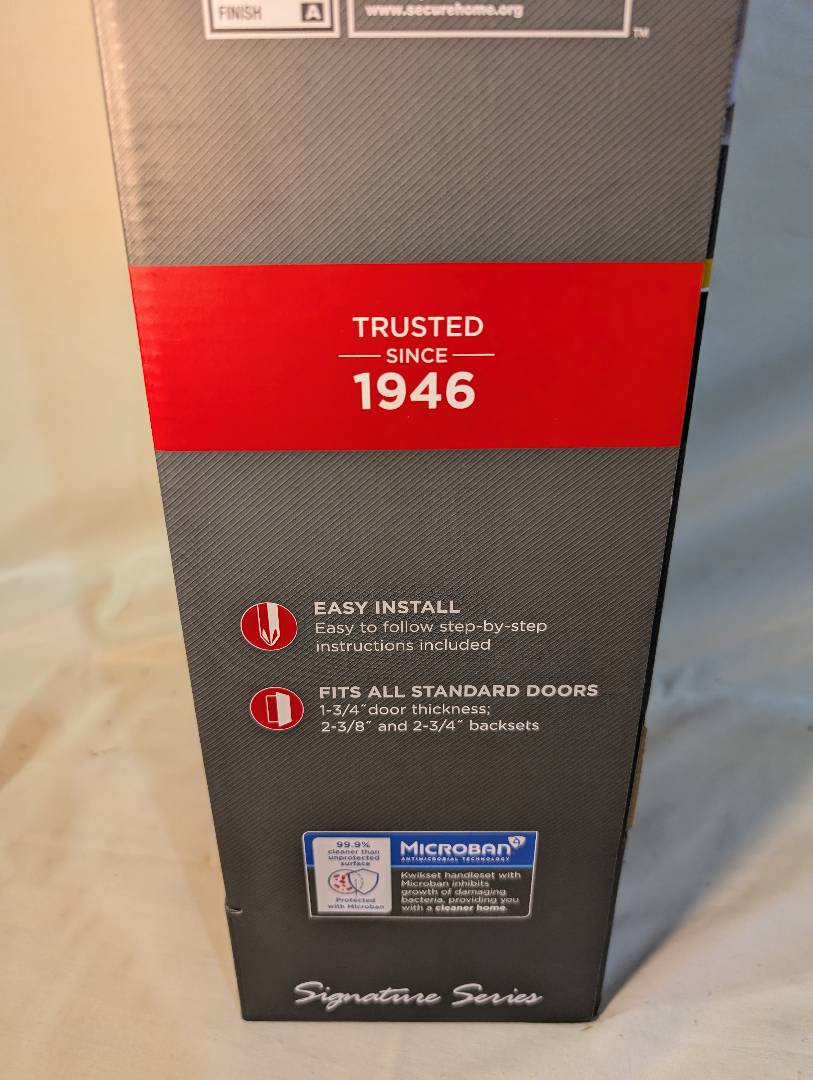 FINISH A
www.securehome.org
TM
TRUSTED
SINCE
1946
EASY INSTALL
Easy to follow step-by-step
instructions included
FITS ALL STANDARD DOORS
1-3/4" door thickness;
2-3/8" and 2-3/4" backsets
99.9%
cleaner than
unprotected
surface
Protected
with Microban
MICROBAN
ANTIMICROBIAL TECHNOLOGY
Kwikset handleset with
Microban inhibits
growth of damaging
bacteria, providing you
with a cleaner home.
Signature Series